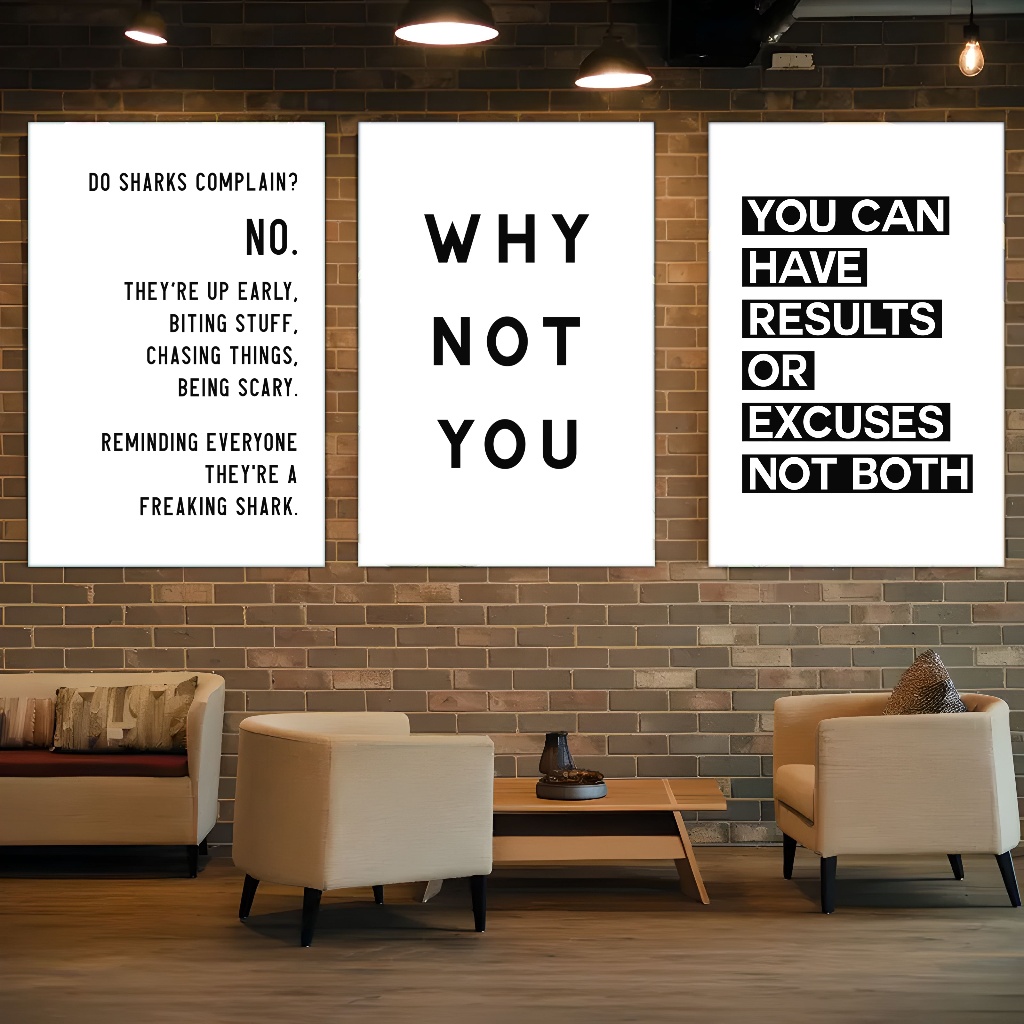 DO SHARKS COMPLAIN?
NO.
THEY'RE UP EARLY,
BITING STUFF,
CHASING THINGS,
BEING SCARY.
REMINDING EVERYONE
THEY'RE A
FREAKING SHARK.
WHY
NOT
YOU
YOU CAN
HAVE
RESULTS
OR
EXCUSES
NOT BOTH